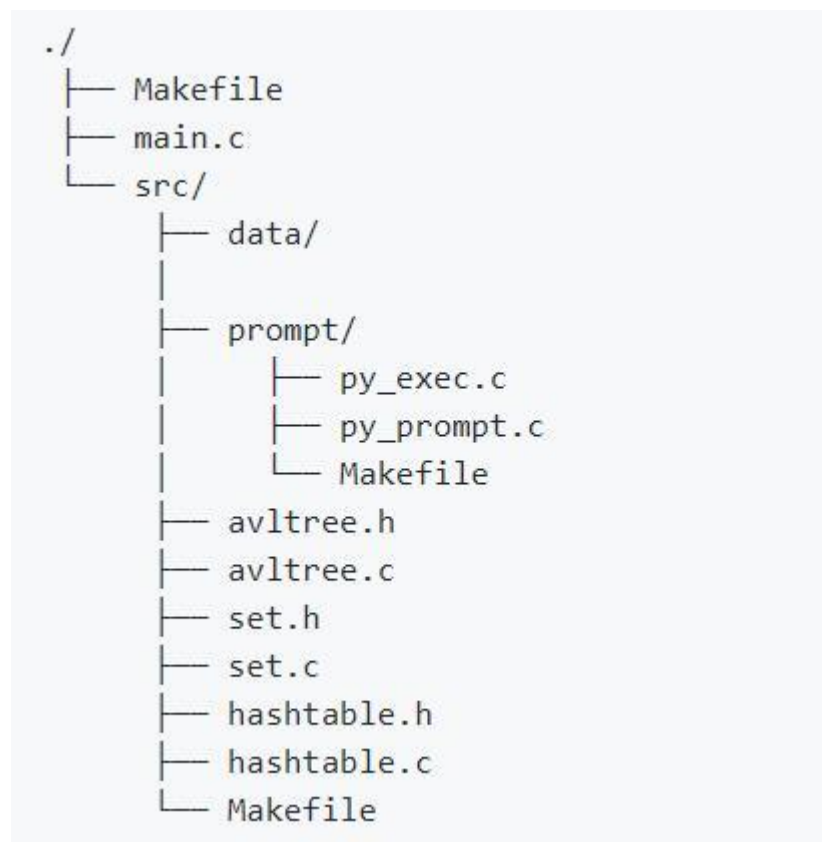 ./
├── Makefile
├── main.c
└── src/
    ├── data/
    │
    ├── prompt/
    │    ├── py_exec.c
    │    ├── py_prompt.c
    │    └── Makefile
    ├── avltree.h
    ├── avltree.c
    ├── set.h
    ├── set.c
    ├── hashtable.h
    ├── hashtable.c
    └── Makefile